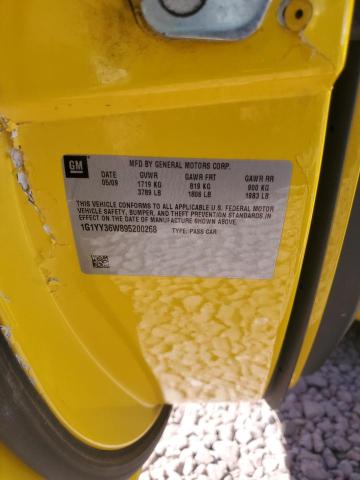 GM
MFD BY GENERAL MOTORS CORP.
DATE GVWR GAWR FRT GAWR RR
05/09 1719 KG 819 KG 900 KG
3789 LB 1806 LB 1983 LB
THIS VEHICLE CONFORMS TO ALL APPLICABLE U.S. FEDERAL MOTOR
VEHICLE SAFETY, BUMPER, AND THEFT PREVENTION STANDARDS
IN EFFECT ON THE DATE OF MANUFACTURE SHOWN ABOVE.
1G1YY36W895200268 TYPE: PASS CAR